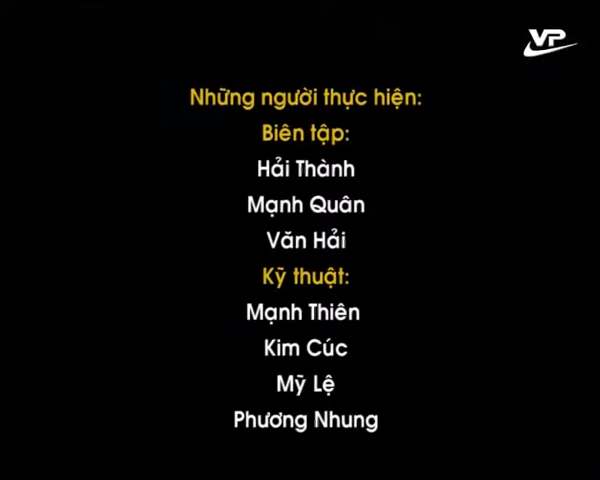 VP
Những người thực hiện:
Biên tập:
Hải Thành
Mạnh Quân
Văn Hải
Kỹ thuật:
Mạnh Thiên
Kim Cúc
Mỹ Lệ
Phương Nhung